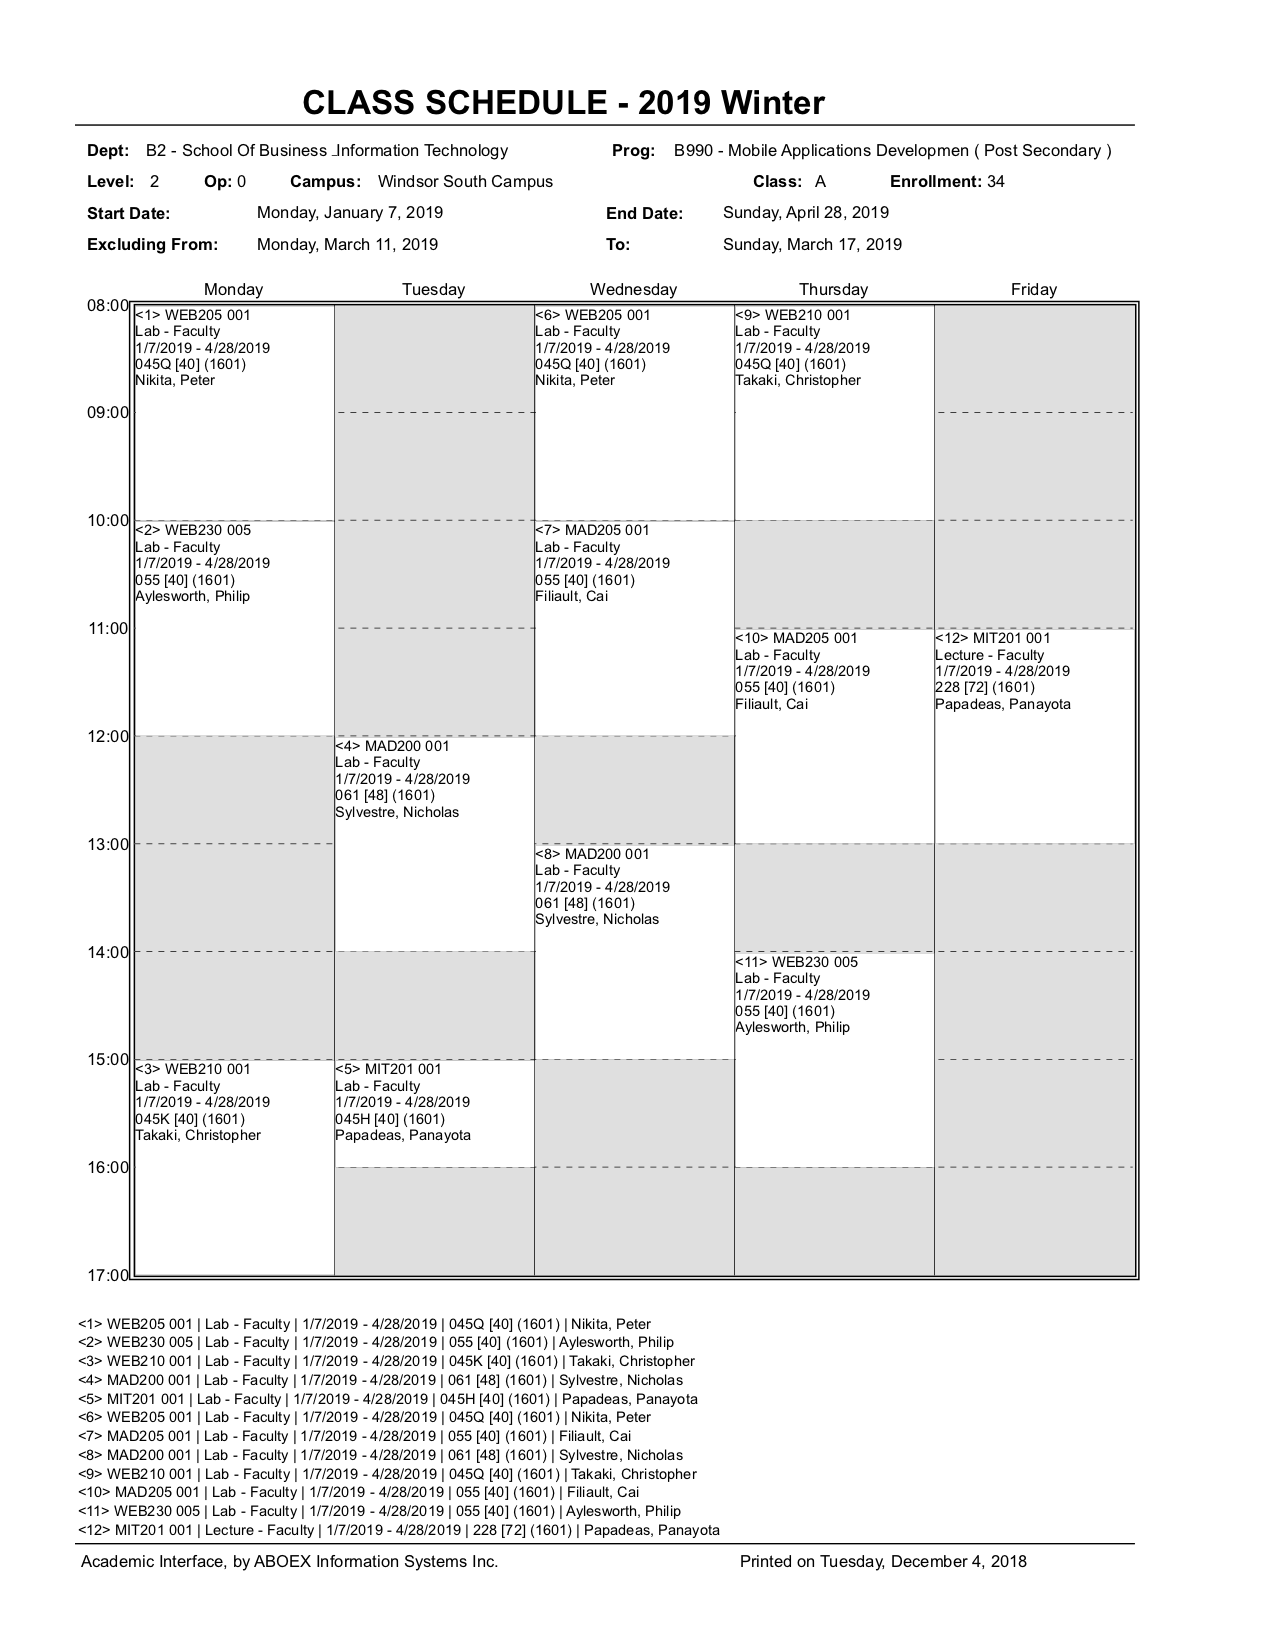 CLASS SCHEDULE - 2019 Winter
Dept: B2 - School Of Business _Information Technology Prog: B990 - Mobile Applications Developmen ( Post Secondary )
Level: 2 Op: 0 Campus: Windsor South Campus Class: A Enrollment: 34
Start Date: Monday, January 7, 2019 End Date: Sunday, April 28, 2019
Excluding From: Monday, March 11, 2019 To: Sunday, March 17, 2019
Monday Tuesday Wednesday Thursday Friday
08:00
<1> WEB205 001 <6> WEB205 001 <9> WEB210 001
Lab - Faculty Lab - Faculty Lab - Faculty
1/7/2019 - 4/28/2019 1/7/2019 - 4/28/2019 1/7/2019 - 4/28/2019
045Q [40] (1601) 045Q [40] (1601) 045Q [40] (1601)
Nikita, Peter Nikita, Peter Takaki, Christopher
09:00
10:00
<2> WEB230 005 <7> MAD205 001
Lab - Faculty Lab - Faculty
1/7/2019 - 4/28/2019 1/7/2019 - 4/28/2019
055 [40] (1601) 055 [40] (1601)
Aylesworth, Philip Filiault, Cai
11:00
<10> MAD205 001 <12> MIT201 001
Lab - Faculty Lecture - Faculty
1/7/2019 - 4/28/2019 1/7/2019 - 4/28/2019
055 [40] (1601) 228 [72] (1601)
Filiault, Cai Papadeas, Panayota
12:00
<4> MAD200 001
Lab - Faculty
1/7/2019 - 4/28/2019
061 [48] (1601)
Sylvestre, Nicholas
13:00
<8> MAD200 001
Lab - Faculty
1/7/2019 - 4/28/2019
061 [48] (1601)
Sylvestre, Nicholas
14:00
<11> WEB230 005
Lab - Faculty
1/7/2019 - 4/28/2019
055 [40] (1601)
Aylesworth, Philip
15:00
<3> WEB210 001 <5> MIT201 001
Lab - Faculty Lab - Faculty
1/7/2019 - 4/28/2019 1/7/2019 - 4/28/2019
045K [40] (1601) 045H [40] (1601)
Takaki, Christopher Papadeas, Panayota
16:00
17:00
<1> WEB205 001 | Lab - Faculty | 1/7/2019 - 4/28/2019 | 045Q [40] (1601) | Nikita, Peter
<2> WEB230 005 | Lab - Faculty | 1/7/2019 - 4/28/2019 | 055 [40] (1601) | Aylesworth, Philip
<3> WEB210 001 | Lab - Faculty | 1/7/2019 - 4/28/2019 | 045K [40] (1601) | Takaki, Christopher
<4> MAD200 001 | Lab - Faculty | 1/7/2019 - 4/28/2019 | 061 [48] (1601) | Sylvestre, Nicholas
<5> MIT201 001 | Lab - Faculty | 1/7/2019 - 4/28/2019 | 045H [40] (1601) | Papadeas, Panayota
<6> WEB205 001 | Lab - Faculty | 1/7/2019 - 4/28/2019 | 045Q [40] (1601) | Nikita, Peter
<7> MAD205 001 | Lab - Faculty | 1/7/2019 - 4/28/2019 | 055 [40] (1601) | Filiault, Cai
<8> MAD200 001 | Lab - Faculty | 1/7/2019 - 4/28/2019 | 061 [48] (1601) | Sylvestre, Nicholas
<9> WEB210 001 | Lab - Faculty | 1/7/2019 - 4/28/2019 | 045Q [40] (1601) | Takaki, Christopher
<10> MAD205 001 | Lab - Faculty | 1/7/2019 - 4/28/2019 | 055 [40] (1601) | Filiault, Cai
<11> WEB230 005 | Lab - Faculty | 1/7/2019 - 4/28/2019 | 055 [40] (1601) | Aylesworth, Philip
<12> MIT201 001 | Lecture - Faculty | 1/7/2019 - 4/28/2019 | 228 [72] (1601) | Papadeas, Panayota
Academic Interface, by ABOEX Information Systems Inc. Printed on Tuesday, December 4, 2018